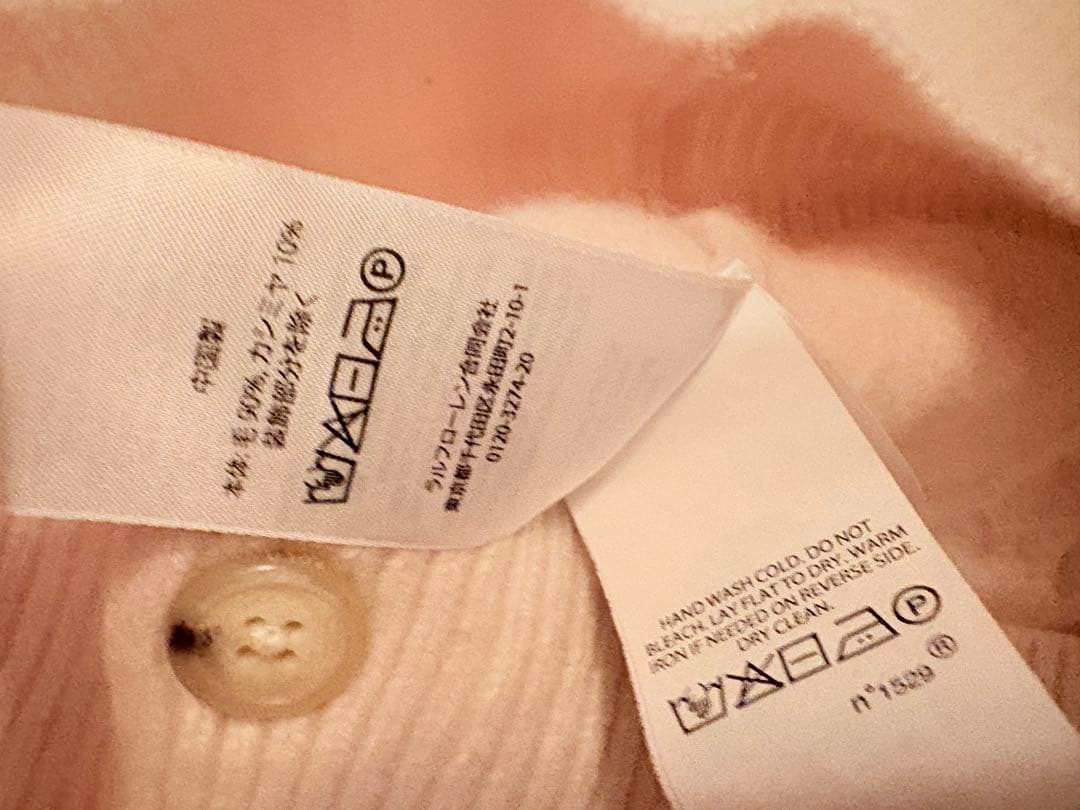 中国製
本体: 毛 90%, カシミヤ 10%
装飾部分を除く
P
ラルフローレン合同会社
東京都千代田区永田町2-10-1
0120-3274-20
HAND WASH COLD. DO NOT
BLEACH. LAY FLAT TO DRY. WARM
IRON IF NEEDED ON REVERSE SIDE.
DRY CLEAN.
P
n°1529 ®